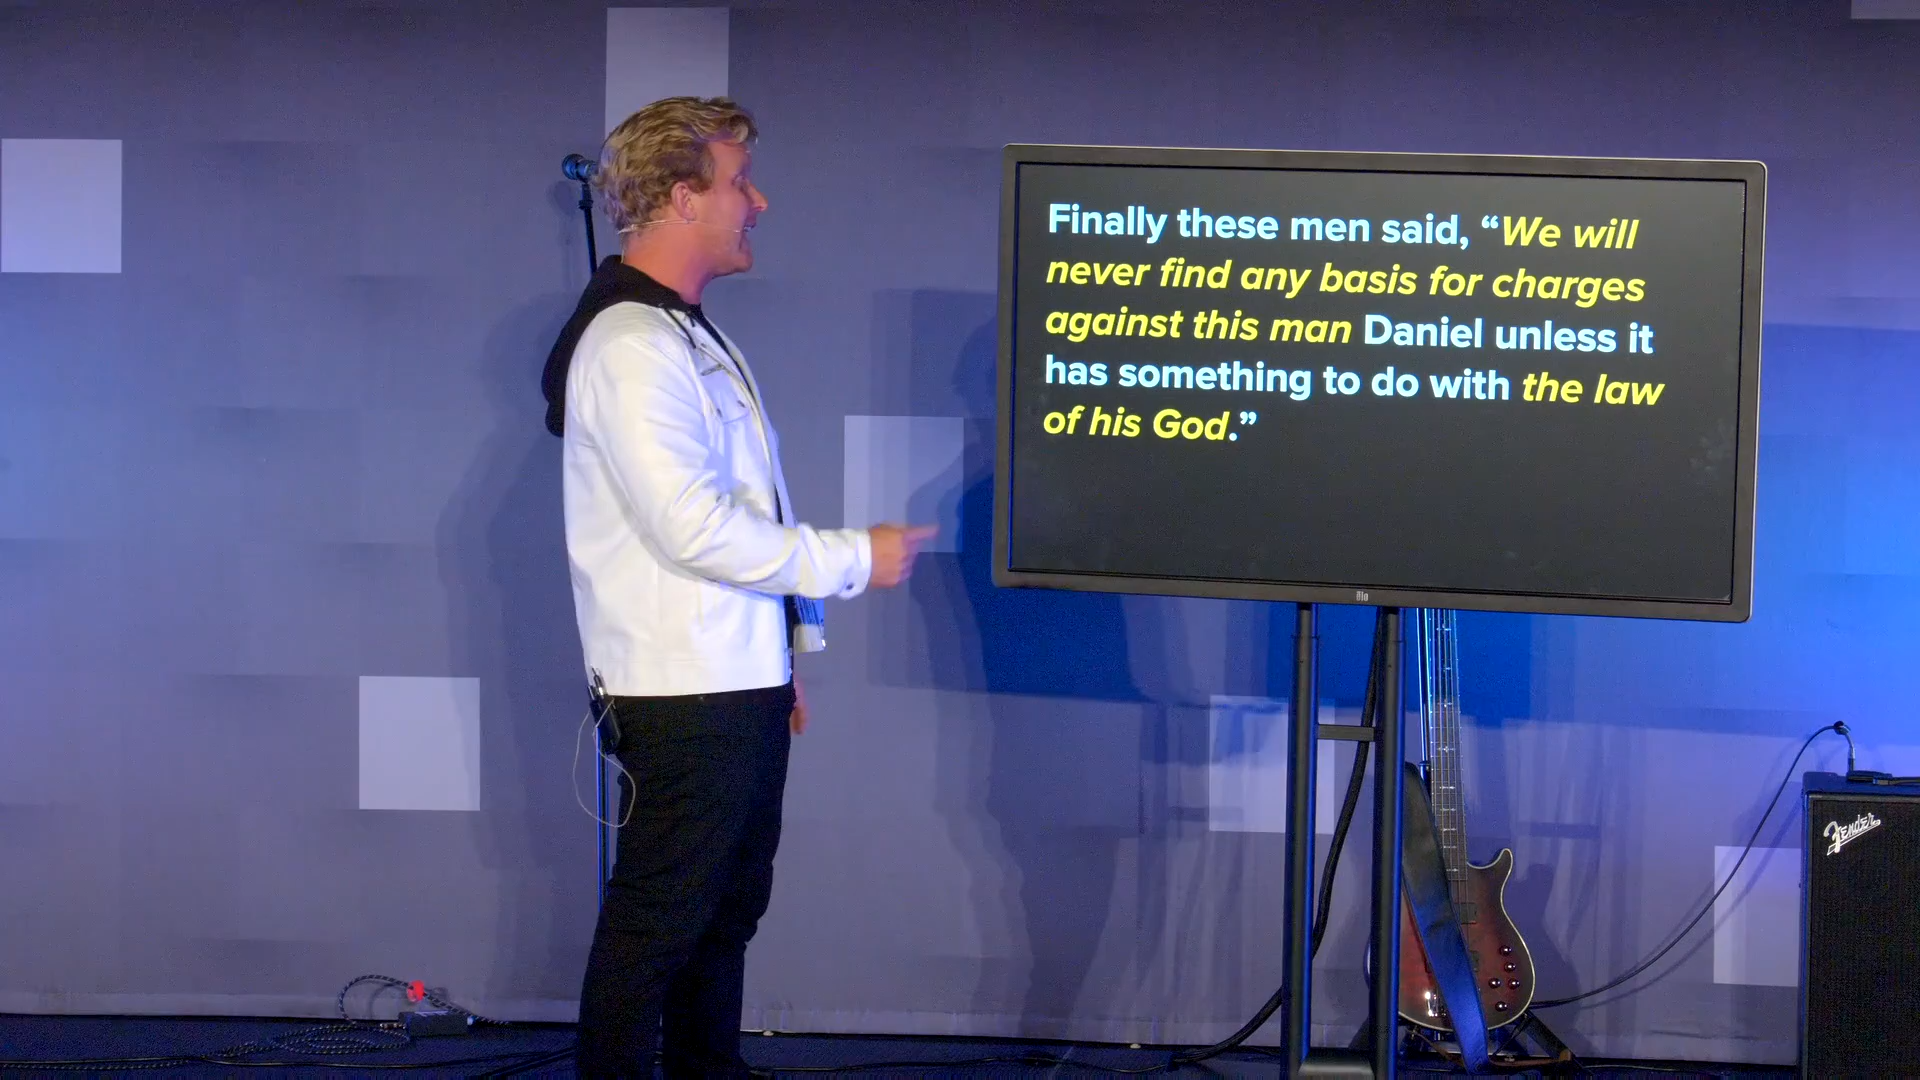 Finally these men said, “We will
never find any basis for charges
against this man Daniel unless it
has something to do with the law
of his God.”
Fender